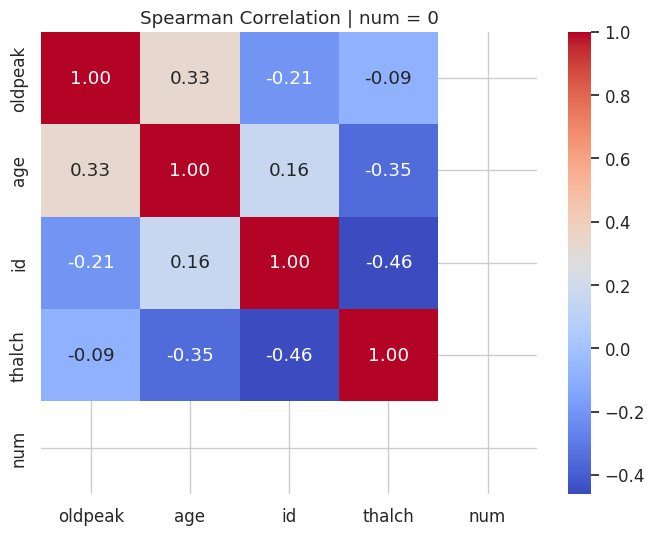 Spearman Correlation | num = 0
oldpeak 1.00 0.33 -0.21 -0.09
age 0.33 1.00 0.16 -0.35
id -0.21 0.16 1.00 -0.46
thalch -0.09 -0.35 -0.46 1.00
num
oldpeak age id thalch num
1.0
0.8
0.6
0.4
0.2
0.0
−0.2
−0.4